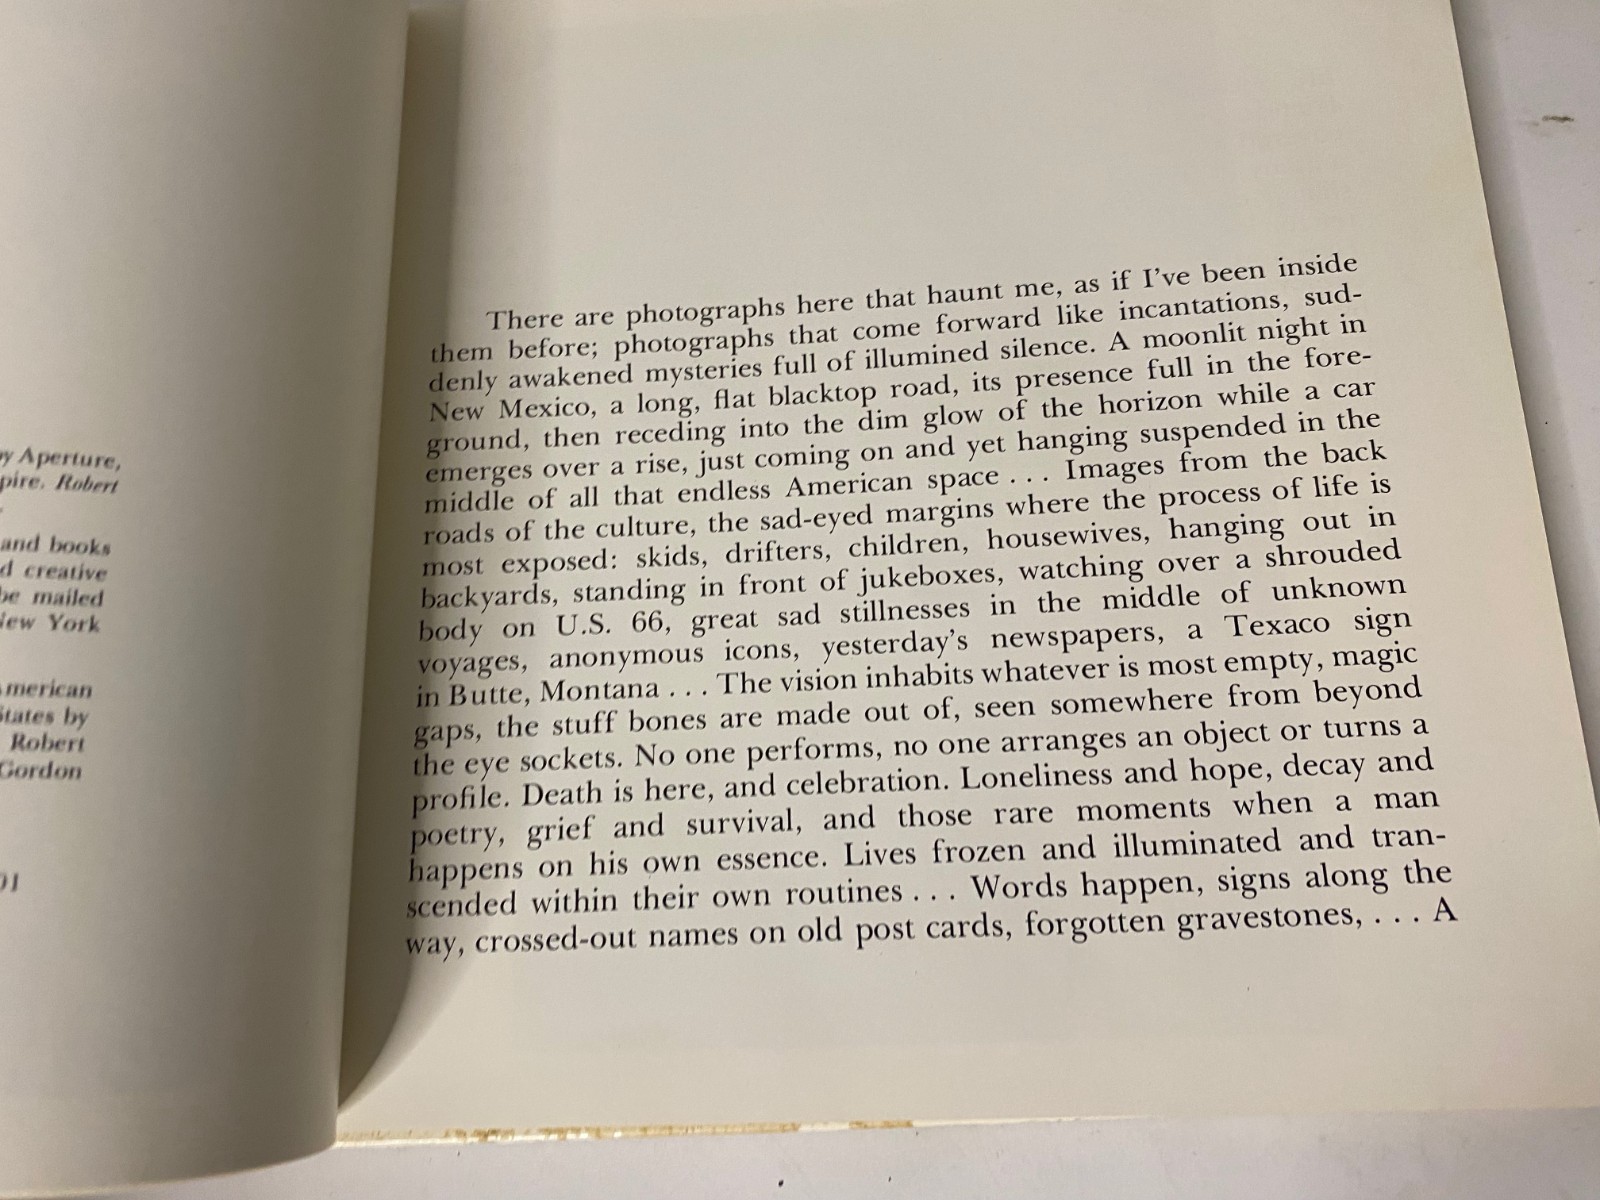 by Aperture,
pire. Robert
and books
d creative
be mailed
New York
American
States by
Robert
Gordon
01
There are photographs here that haunt me, as if I've been inside
them before; photographs that come forward like incantations, sud-
denly awakened mysteries full of illumined silence. A moonlit night in
New Mexico, a long, flat blacktop road, its presence full in the fore-
ground, then receding into the dim glow of the horizon while a car
emerges over a rise, just coming on and yet hanging suspended in the
middle of all that endless American space . . . Images from the back
roads of the culture, the sad-eyed margins where the process of life is
most exposed: skids, drifters, children, housewives, hanging out in
backyards, standing in front of jukeboxes, watching over a shrouded
body on U.S. 66, great sad stillnesses in the middle of unknown
voyages, anonymous icons, yesterday's newspapers, a Texaco sign
in Butte, Montana . . . The vision inhabits whatever is most empty, magic
gaps, the stuff bones are made out of, seen somewhere from beyond
the eye sockets. No one performs, no one arranges an object or turns a
profile. Death is here, and celebration. Loneliness and hope, decay and
poetry, grief and survival, and those rare moments when a man
happens on his own essence. Lives frozen and illuminated and tran-
scended within their own routines . . . Words happen, signs along the
way, crossed-out names on old post cards, forgotten gravestones, . . . A